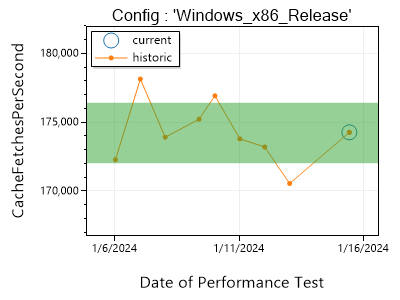 Config : 'Windows_x86_Release'
current
historic
CacheFetchesPerSecond
180,000
175,000
170,000
1/6/2024
1/11/2024
1/16/2024
Date of Performance Test